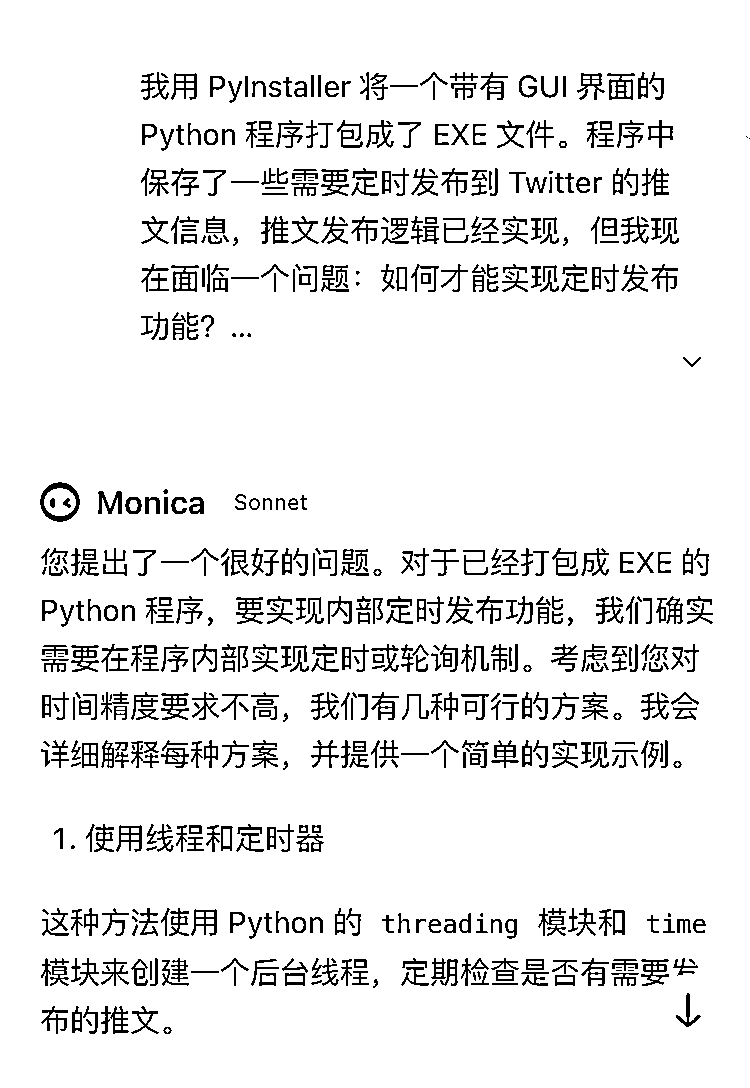 我用 PyInstaller 将一个带有 GUI 界面的
Python 程序打包成了 EXE 文件。程序中
保存了一些需要定时发布到 Twitter 的推
文信息，推文发布逻辑已经实现，但我现
在面临一个问题：如何才能实现定时发布
功能？...
Monica Sonnet
您提出了一个很好的问题。对于已经打包成 EXE 的
Python 程序，要实现内部定时发布功能，我们确实
需要在程序内部实现定时或轮询机制。考虑到您对
时间精度要求不高，我们有几种可行的方案。我会
详细解释每种方案，并提供一个简单的实现示例。
1. 使用线程和定时器
这种方法使用 Python 的 threading 模块和 time
模块来创建一个后台线程，定期检查是否有需要发
布的推文。